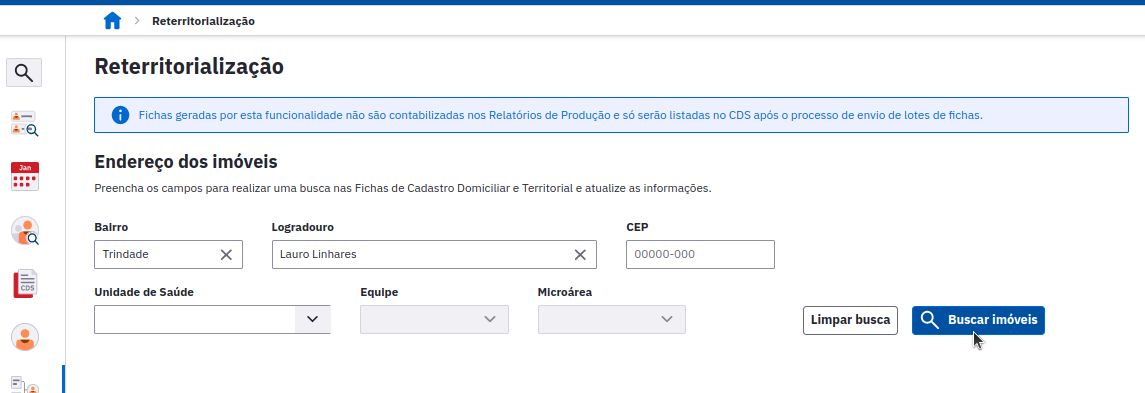 Reterritorialização
Reterritorialização
Fichas geradas por esta funcionalidade não são contabilizadas nos Relatórios de Produção e só serão listadas no CDS após o processo de envio de lotes de fichas.
Endereço dos imóveis
Preencha os campos para realizar uma busca nas Fichas de Cadastro Domiciliar e Territorial e atualize as informações.
Bairro Logradouro CEP
Trindade Lauro Linhares 00000-000
Unidade de Saúde Equipe Microárea
Limpar busca Buscar imóveis
Jan
CDS